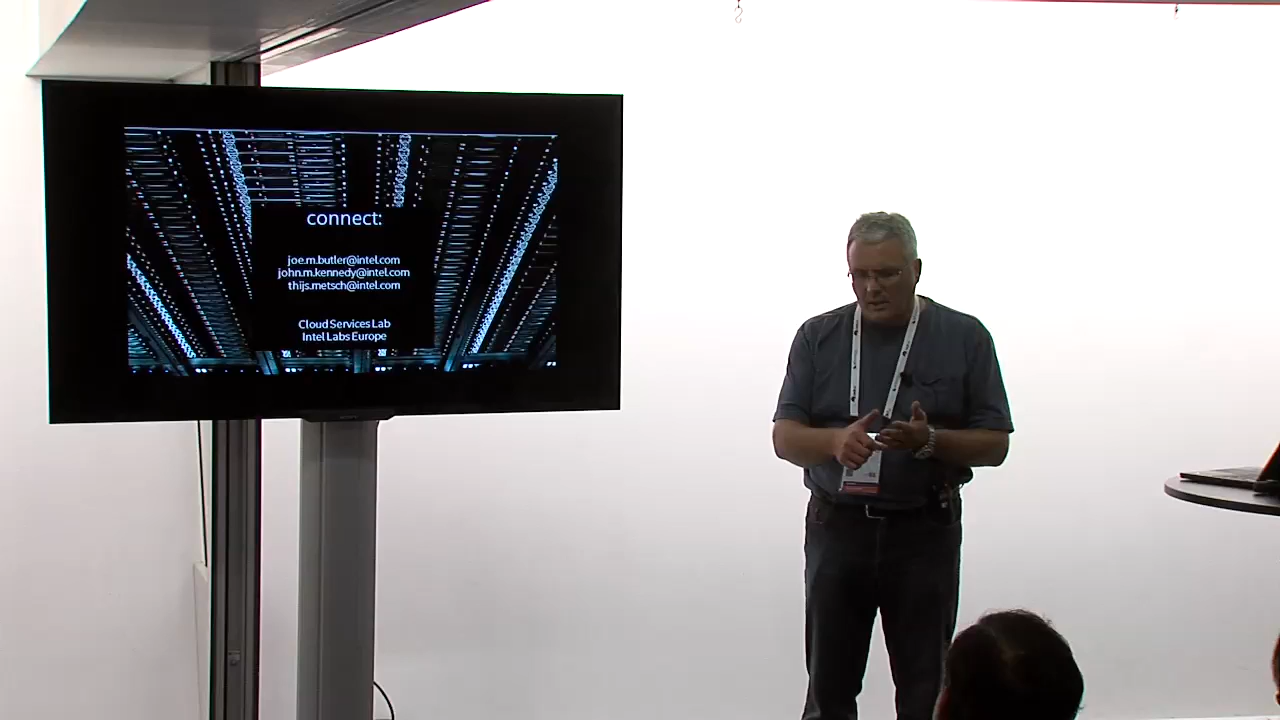 connect:
joe.m.butler@intel.com
john.m.kennedy@intel.com
thijs.metsch@intel.com
Cloud Services Lab
Intel Labs Europe